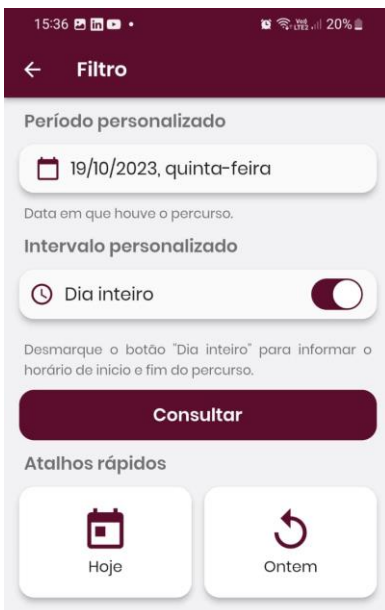 15:36
20%
Filtro
Período personalizado
19/10/2023, quinta-feira
Data em que houve o percurso.
Intervalo personalizado
Dia inteiro
Desmarque o botão "Dia inteiro" para informar o
horário de inicio e fim do percurso.
Consultar
Atalhos rápidos
Hoje
Ontem